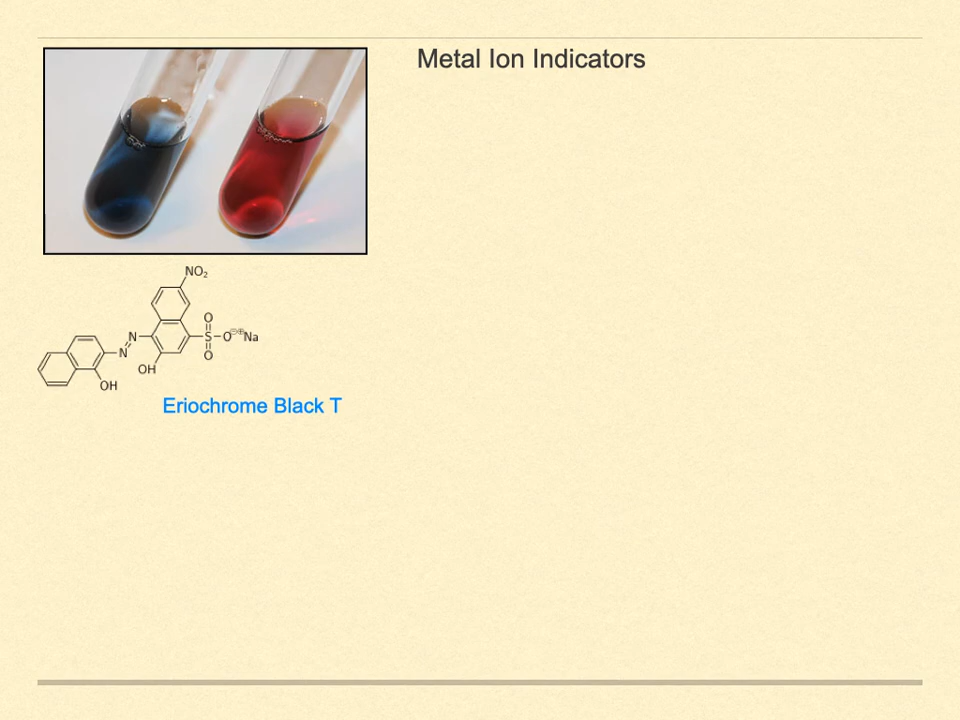 Metal Ion Indicators
NO₂
N
N
O
S
O
O⊖⊕Na
OH
OH
Eriochrome Black T